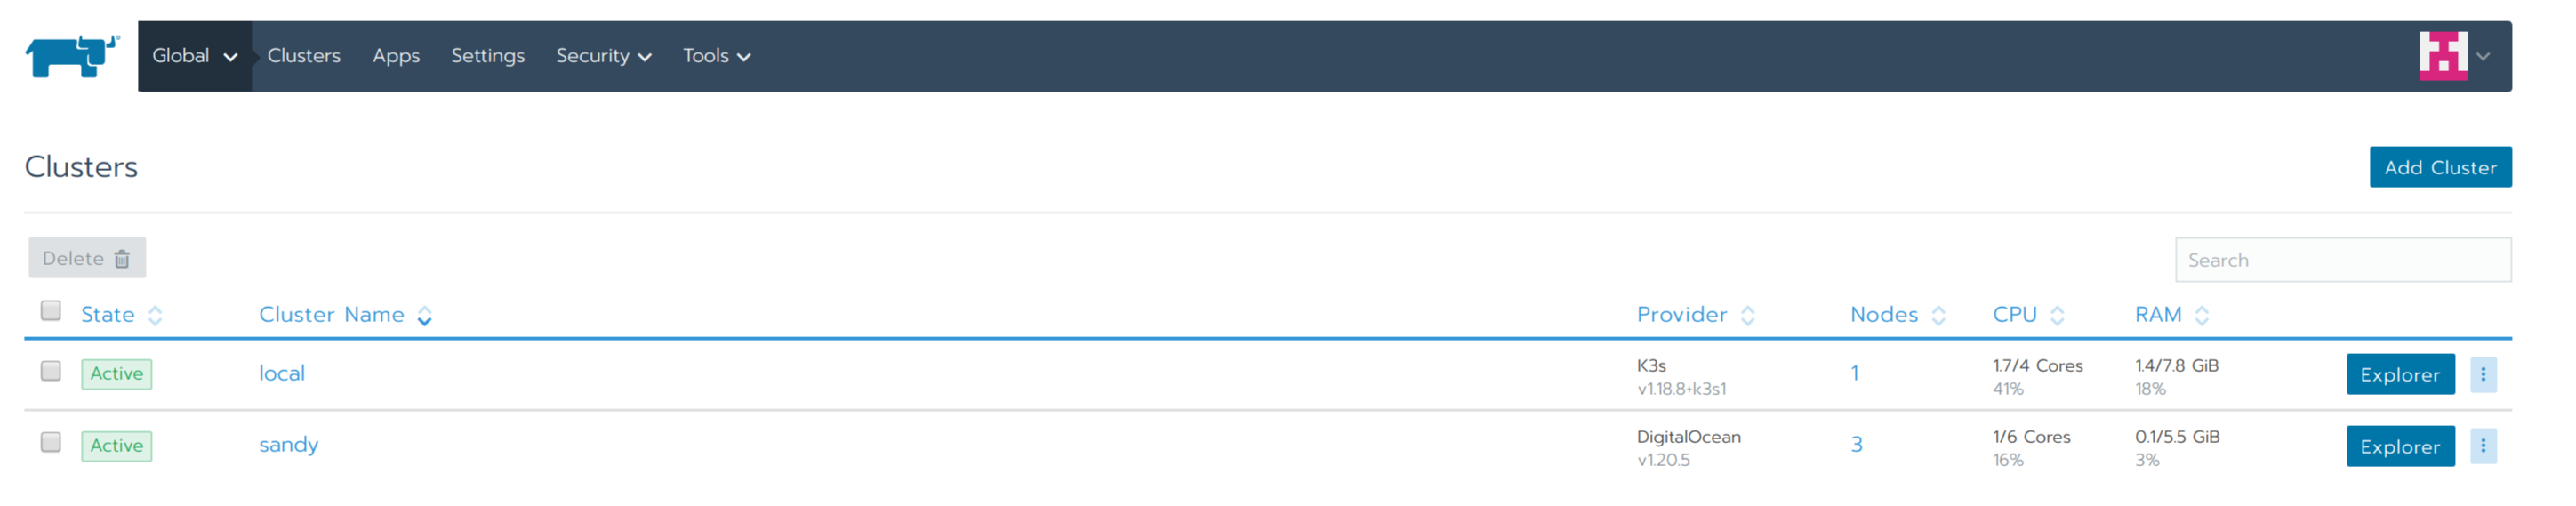 Global Clusters Apps Settings Security Tools
Clusters
Add Cluster
Delete
Search
State Cluster Name Provider Nodes CPU RAM
Active local K3s 1 1.7/4 Cores 1.4/7.8 GiB Explorer
v1.18.8+k3s1 41% 18%
Active sandy DigitalOcean 3 1/6 Cores 0.1/5.5 GiB Explorer
v1.20.5 16% 3%